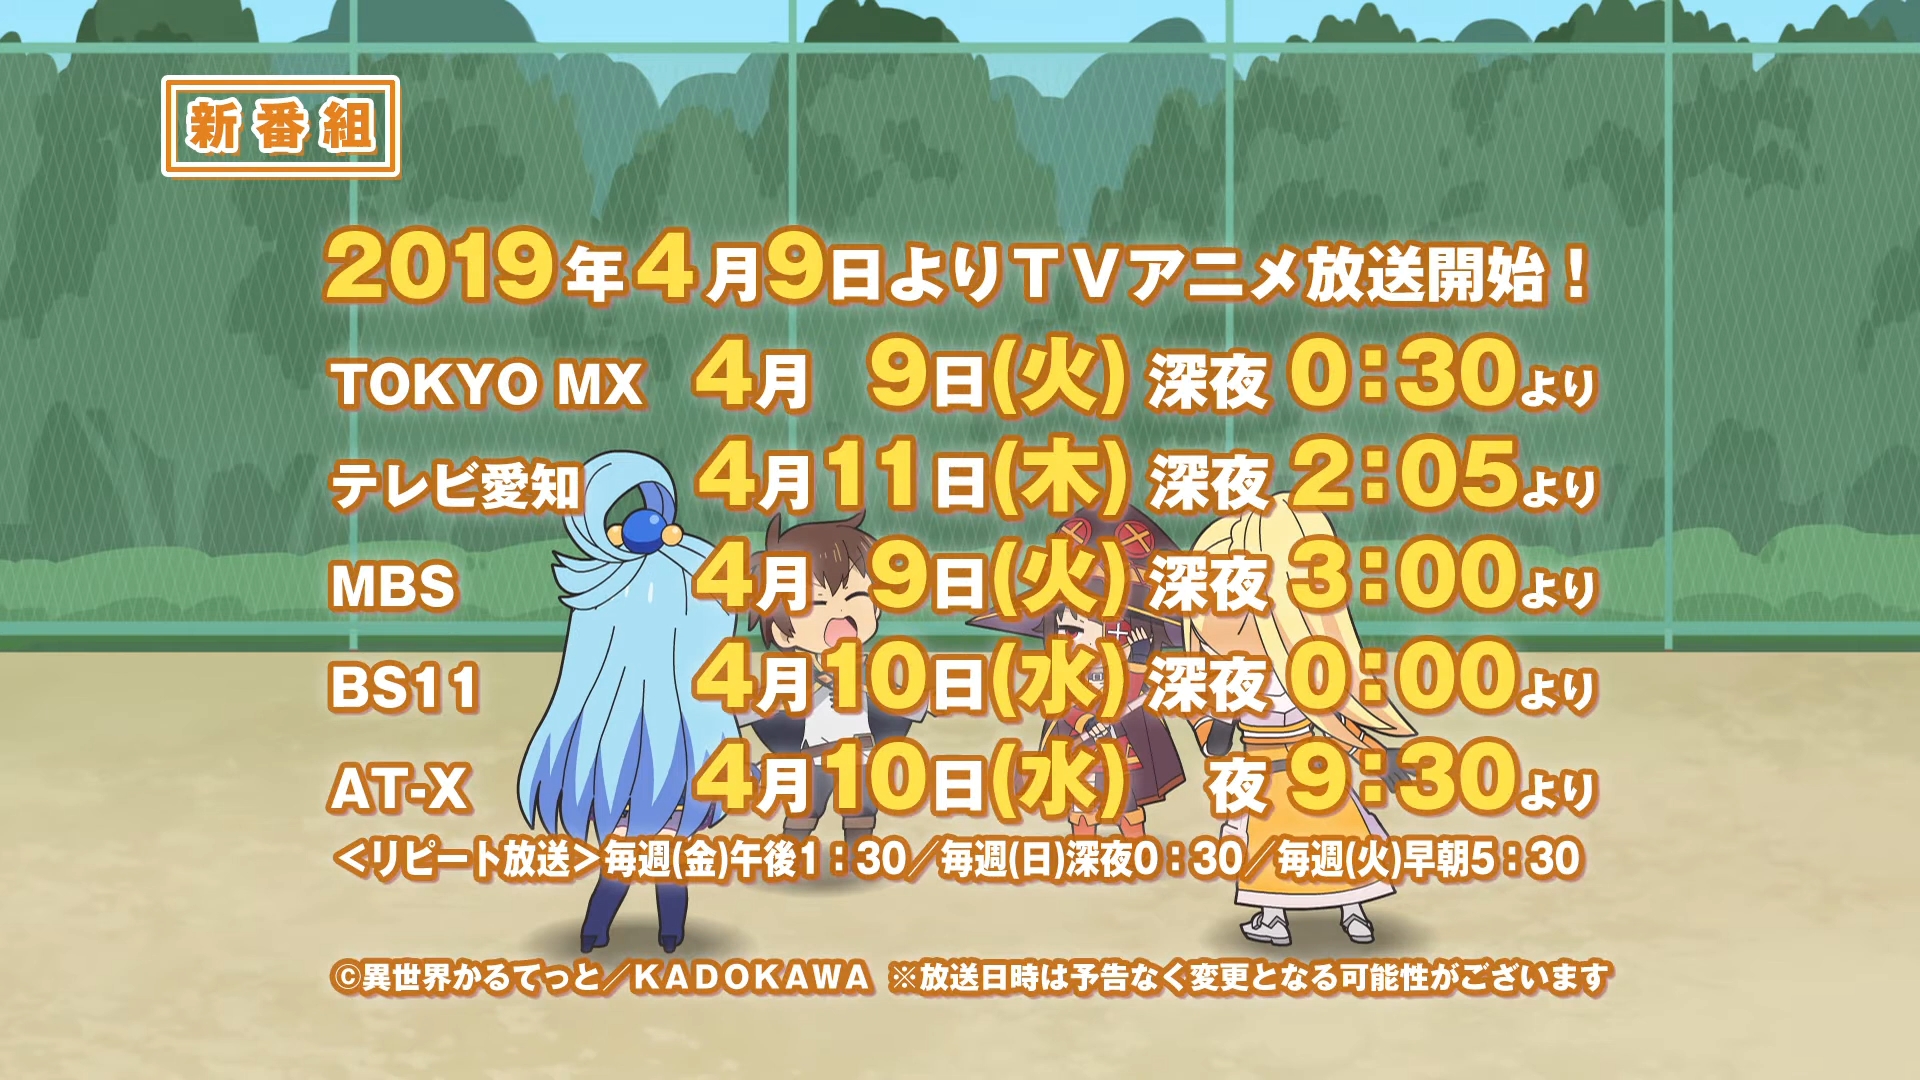 新番組
2019年4月9日よりTVアニメ放送開始！
TOKYO MX 4月 9日(火) 深夜 0：30より
テレビ愛知 4月11日(木) 深夜 2：05より
MBS 4月 9日(火) 深夜 3：00より
BS11 4月10日(水) 深夜 0：00より
AT-X 4月10日(水) 夜 9：30より
＜リピート放送＞毎週(金)午後1：30／毎週(日)深夜0：30／毎週(火)早朝5：30
©異世界かるてっと／KADOKAWA ※放送日時は予告なく変更となる可能性がございます